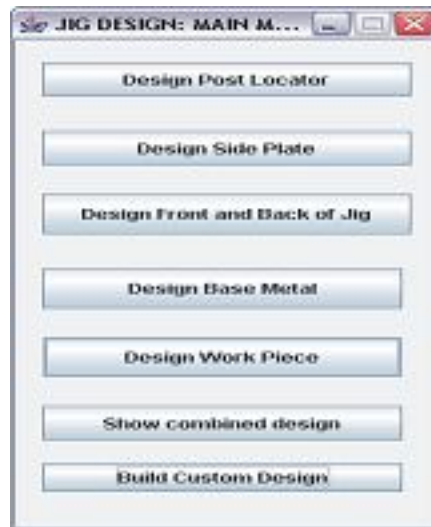 JIG DESIGN: MAIN M...
Design Post Locator
Design Side Plate
Design Front and Back of Jig
Design Base Metal
Design Work Piece
Show combined design
Build Custom Design